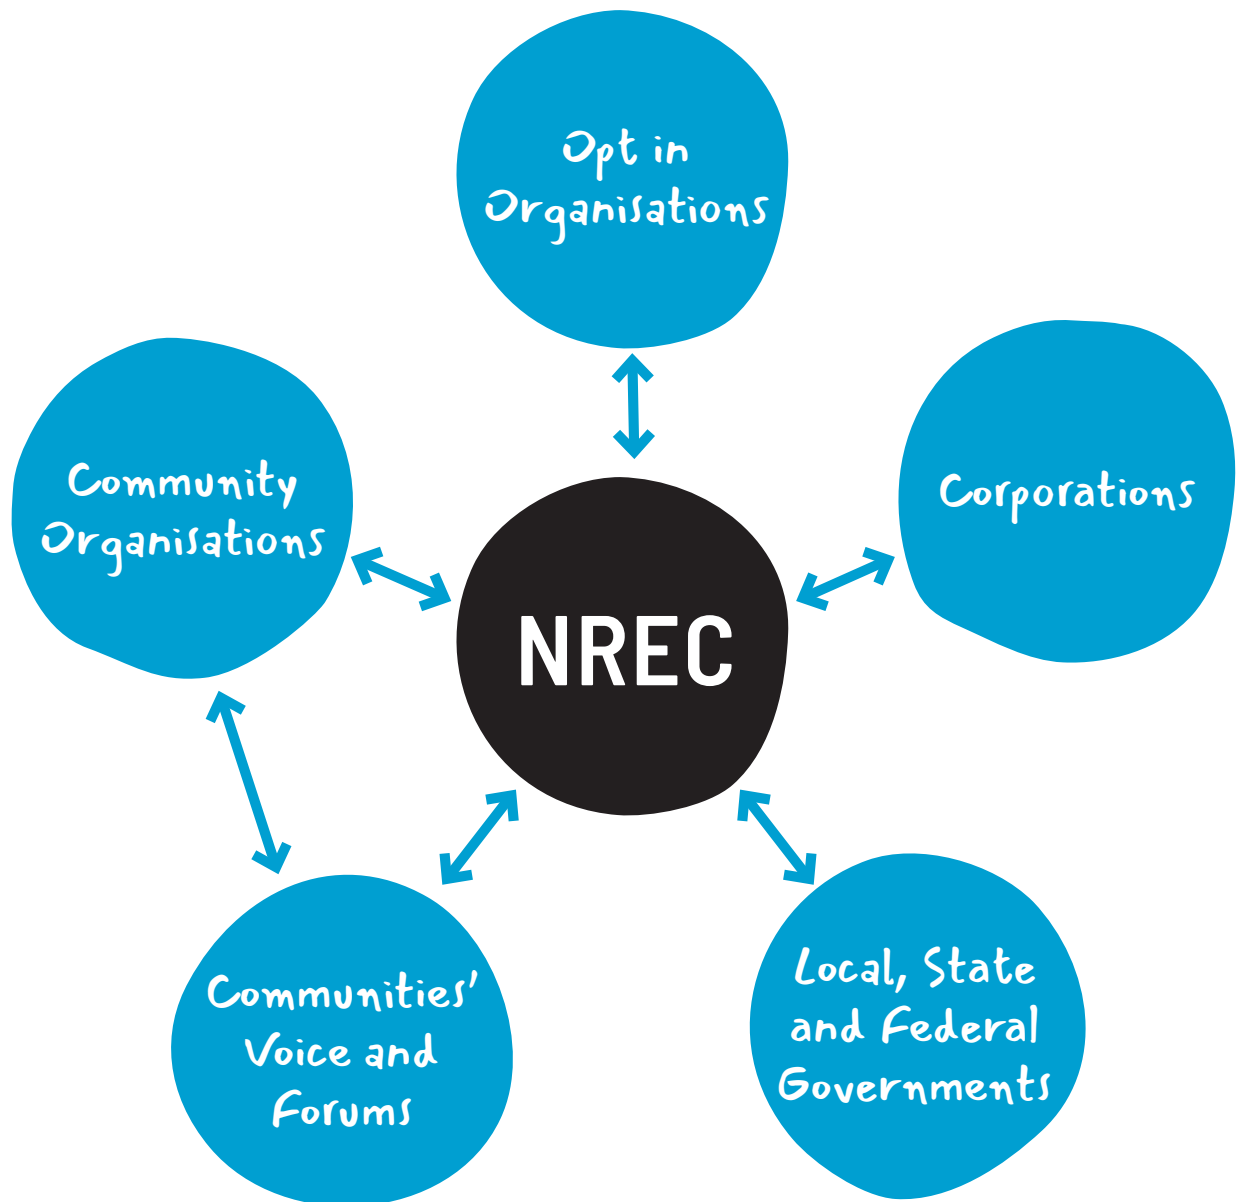 Opt in
Organisations
Community
Organisations
Corporations
NREC
Communities'
Voice and
Forums
Local, State
and Federal
Governments